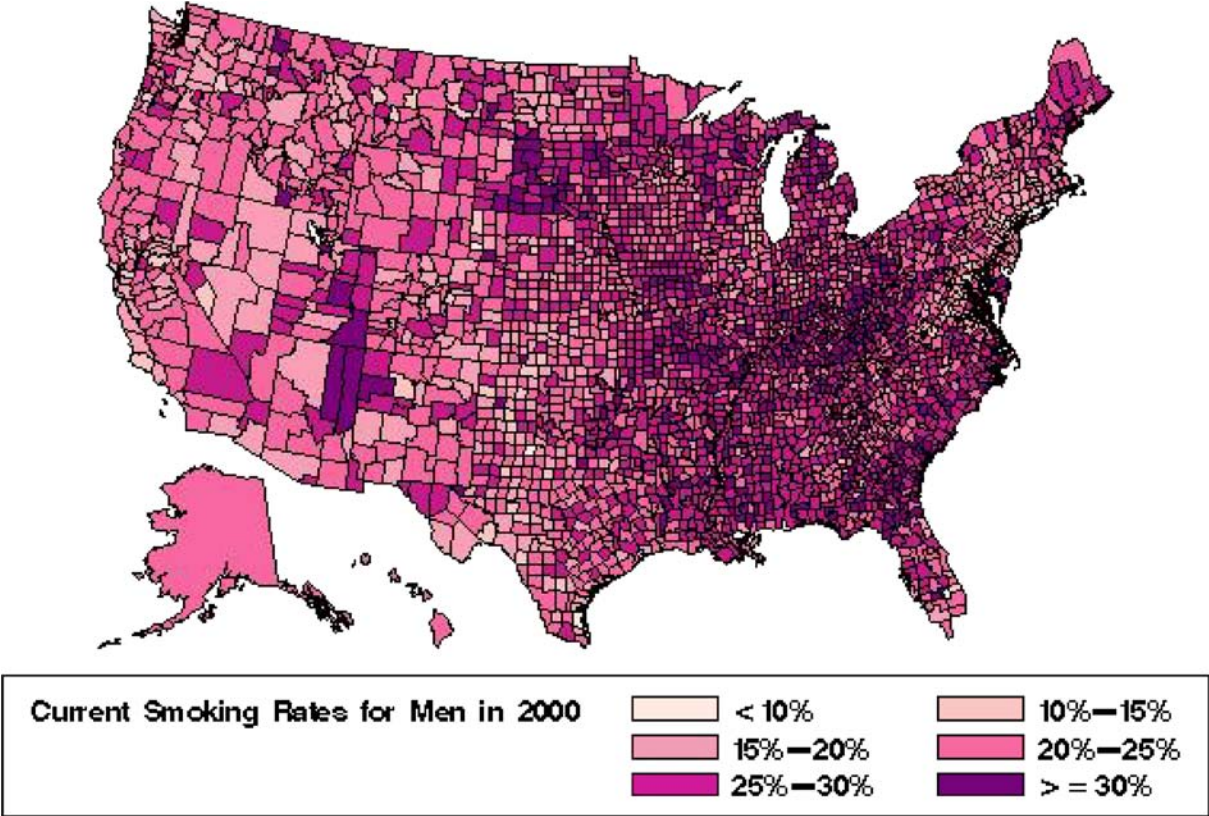 Current Smoking Rates for Men in 2000
< 10%
10%—15%
15%—20%
20%—25%
25%—30%
> = 30%